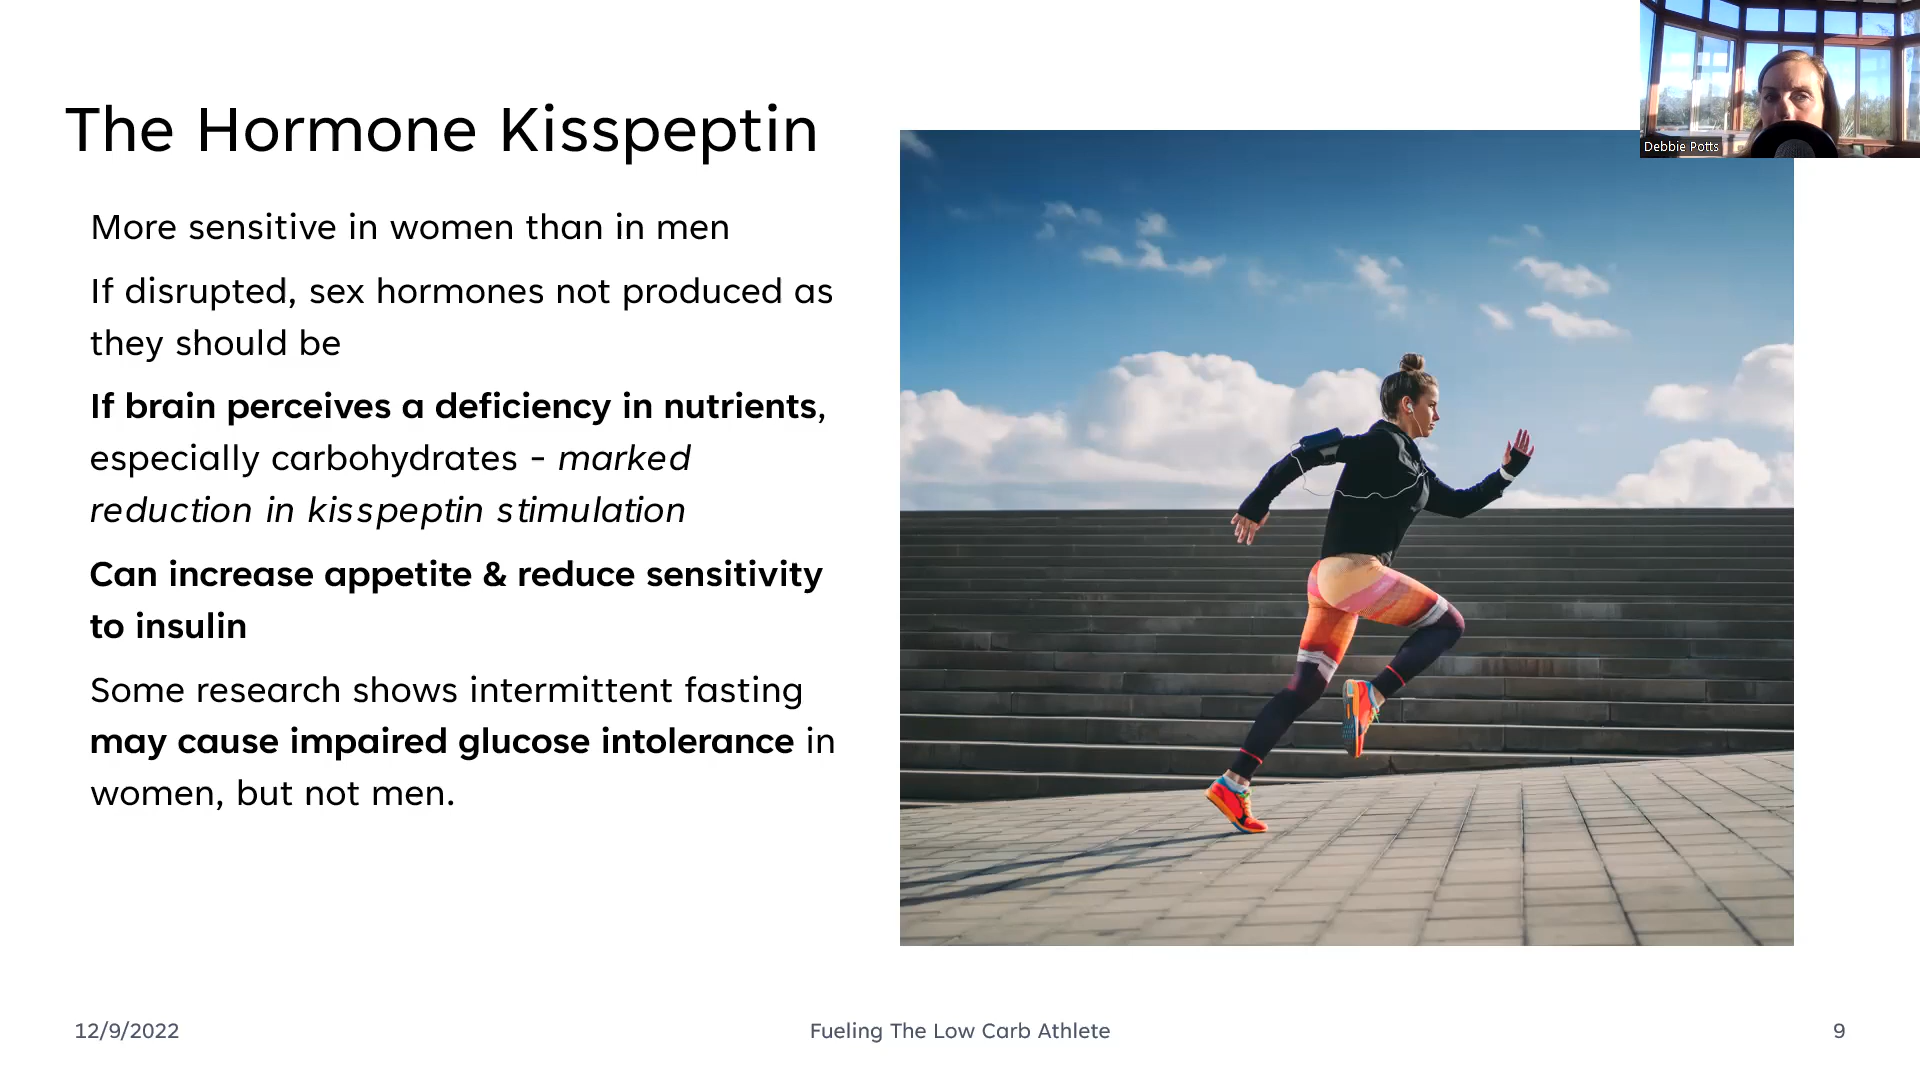 Debbie Potts
The Hormone Kisspeptin
More sensitive in women than in men
If disrupted, sex hormones not produced as
they should be
If brain perceives a deficiency in nutrients,
especially carbohydrates - marked
reduction in kisspeptin stimulation
Can increase appetite & reduce sensitivity
to insulin
Some research shows intermittent fasting
may cause impaired glucose intolerance in
women, but not men.
12/9/2022
Fueling The Low Carb Athlete
9